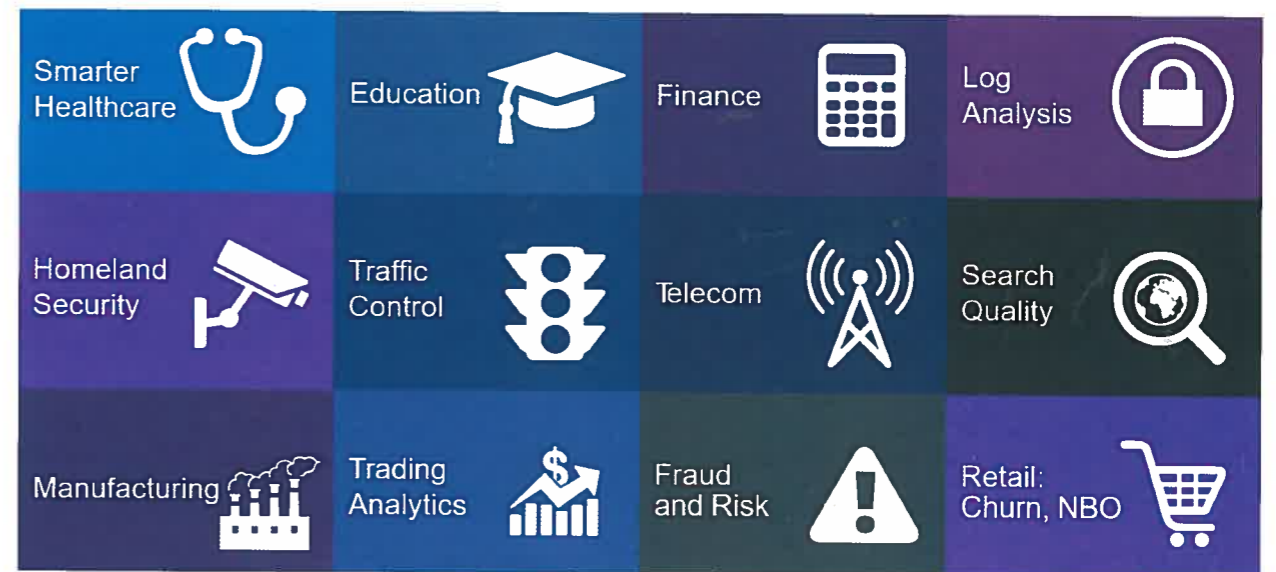 Smarter
Healthcare
Education
Finance
Log
Analysis
Homeland
Security
Traffic
Control
Telecom
Search
Quality
Manufacturing
Trading
Analytics
$
Fraud
and Risk
!
Retail:
Churn, NBO